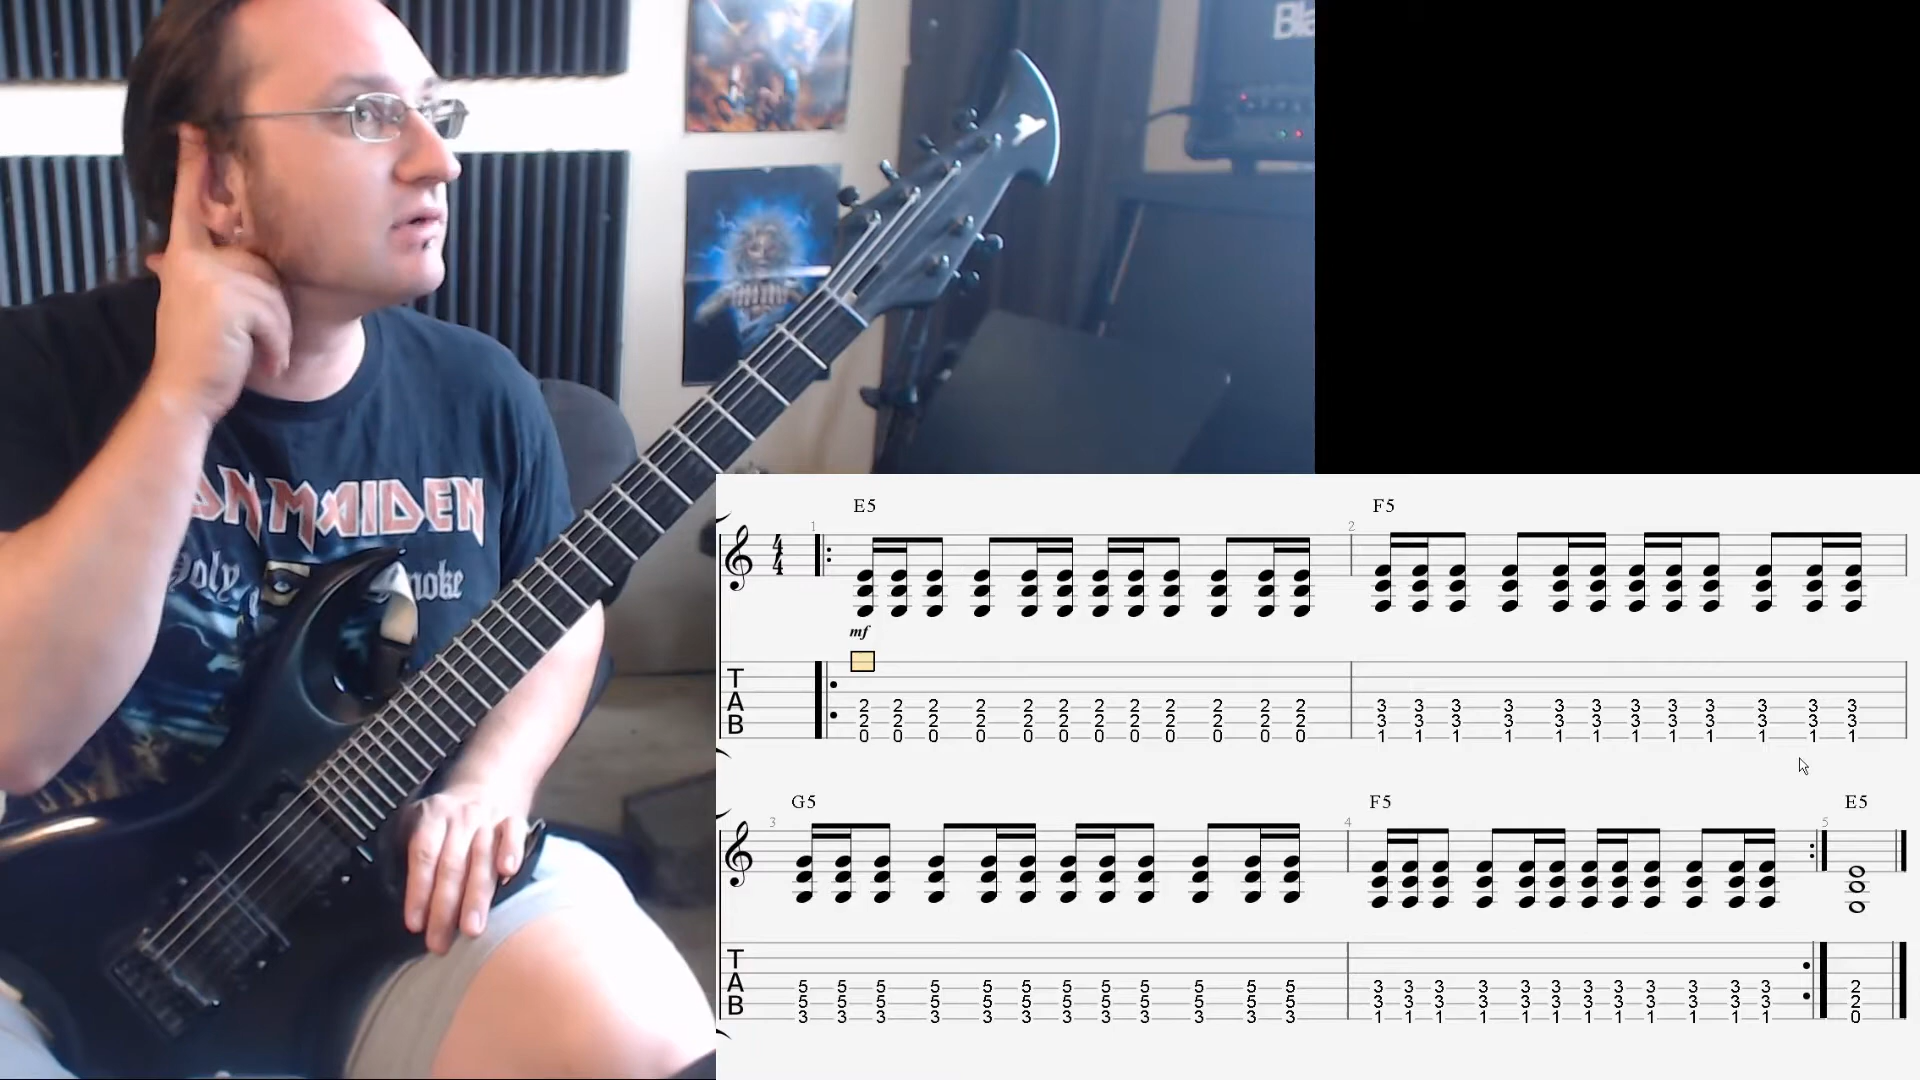 Bla
ON MAIDEN
Holy Smoke
E5 F5
1 2
4
4
mf
T
A
B
2 2 2 2 2 2 2 2 2 2 2 2 3 3 3 3 3 3 3 3 3 3 3 3
2 2 2 2 2 2 2 2 2 2 2 2 3 3 3 3 3 3 3 3 3 3 3 3
0 0 0 0 0 0 0 0 0 0 0 0 1 1 1 1 1 1 1 1 1 1 1 1
G5 F5 E5
3 4 5
T
A
B
5 5 5 5 5 5 5 5 5 5 5 5 3 3 3 3 3 3 3 3 3 3 3 3 2
5 5 5 5 5 5 5 5 5 5 5 5 3 3 3 3 3 3 3 3 3 3 3 3 2
3 3 3 3 3 3 3 3 3 3 3 3 1 1 1 1 1 1 1 1 1 1 1 1 0